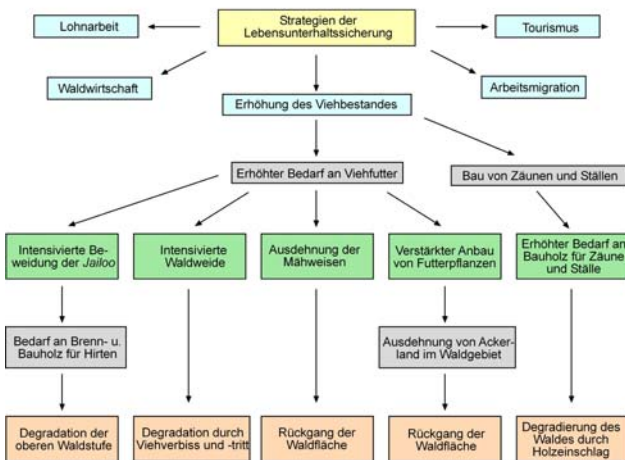 Strategien der
Lebensunterhaltssicherung
Lohnarbeit
Tourismus
Waldwirtschaft
Arbeitsmigration
Erhöhung des Viehbestandes
Erhöhter Bedarf an Viehfutter
Bau von Zäunen und Ställen
Intensivierte Be-
weidung der Jailoo
Intensivierte
Waldweide
Ausdehnung der
Mähweisen
Verstärkter Anbau
von Futterpflanzen
Erhöhter Bedarf an
Bauholz für Zäune
und Ställe
Bedarf an Brenn- u.
Bauholz für Hirten
Ausdehnung von Acker-
land im Waldgebiet
Degradation der
oberen Waldstufe
Degradation durch
Viehverbiss und -tritt
Rückgang der
Waldfläche
Rückgang der
Waldfläche
Degradierung des
Waldes durch
Holzeinschlag